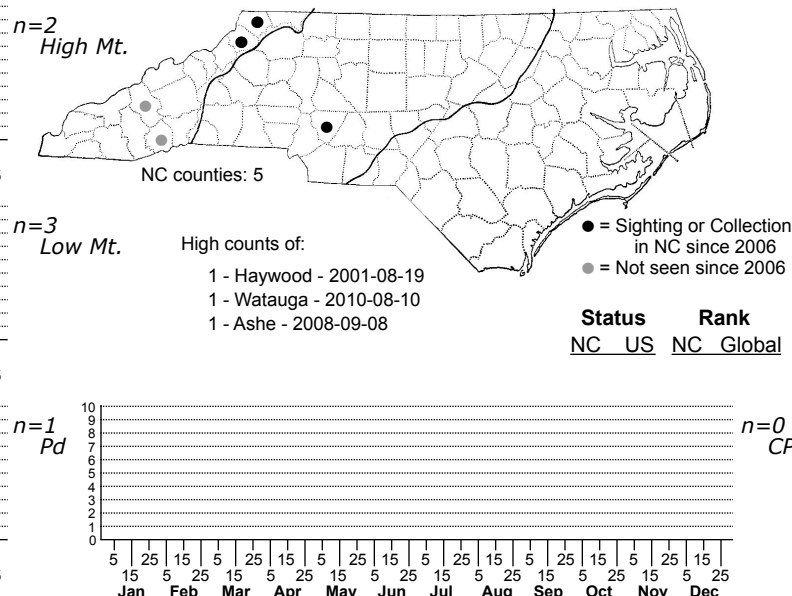 n=2
High Mt.
NC counties: 5
n=3
Low Mt.
High counts of:
1 - Haywood - 2001-08-19
1 - Watauga - 2010-08-10
1 - Ashe - 2008-09-08
= Sighting or Collection
in NC since 2006
= Not seen since 2006
Status Rank
NC US NC Global
n=1
Pd
10
9
8
7
6
5
4
3
2
1
0
n=0
CP
5 25 15 5 25 15 5 25 15 5 25 15 5 25 15 5 25 15
15 5 25 15 5 25 15 5 25 15 5 25 15 5 25 15 5 25
Jan Feb Mar Apr May Jun Jul Aug Sep Oct Nov Dec